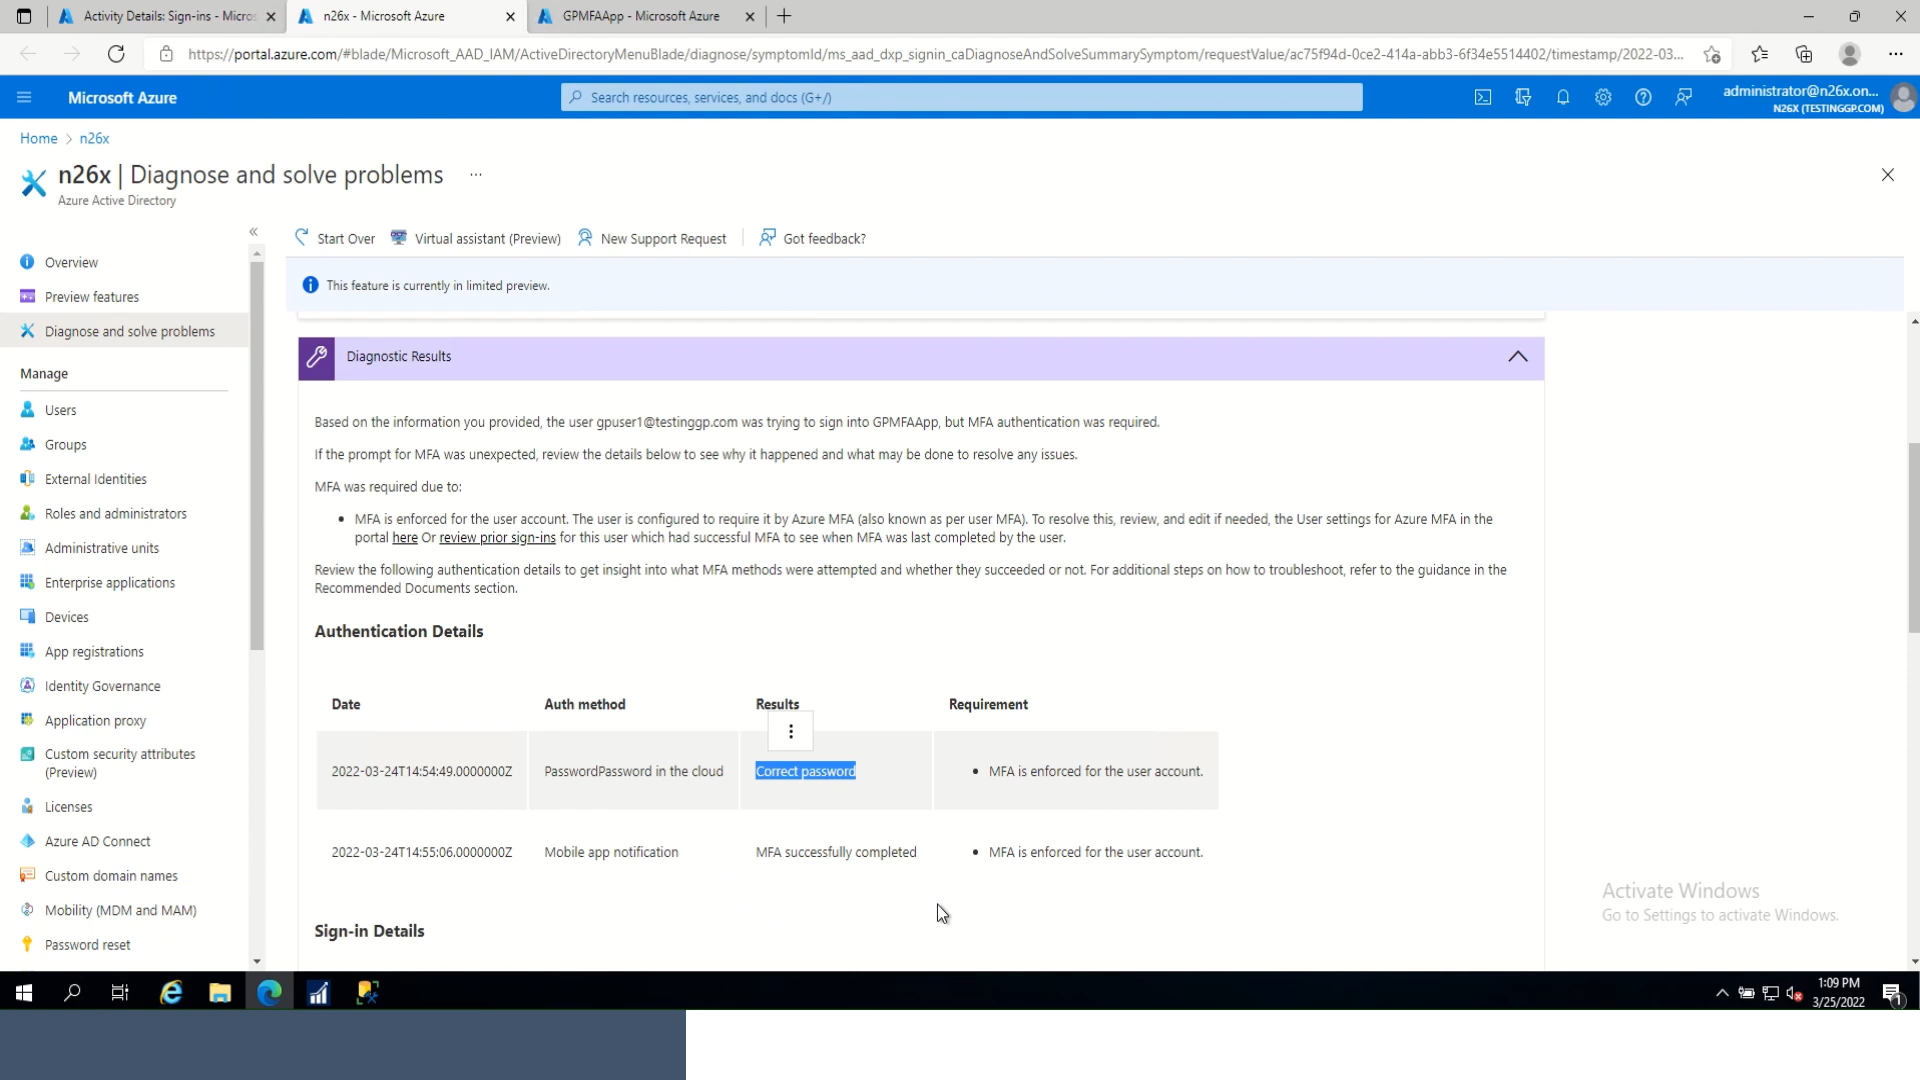 Activity Details: Sign-ins - Micros
n26x - Microsoft Azure
GPMFAApp - Microsoft Azure
https://portal.azure.com/#blade/Microsoft_AAD_IAM/ActiveDirectoryMenuBlade/diagnose/symptomId/ms_aad_dxp_signin_caDiagnoseAndSolveSummarySymptom/requestValue/ac75f94d-0ce2-414a-abb3-6f34e5514402/timestamp/2022-03...
Microsoft Azure
Search resources, services, and docs (G+/)
administrator@n26x.on...
N26X (TESTINGGP.COM)
Home > n26x
n26x | Diagnose and solve problems ...
Azure Active Directory
«
Overview
Preview features
Diagnose and solve problems
Manage
Users
Groups
External Identities
Roles and administrators
Administrative units
Enterprise applications
Devices
App registrations
Identity Governance
Application proxy
Custom security attributes
(Preview)
Licenses
Azure AD Connect
Custom domain names
Mobility (MDM and MAM)
Password reset
Start Over
Virtual assistant (Preview)
New Support Request
Got feedback?
This feature is currently in limited preview.
Diagnostic Results
Based on the information you provided, the user gpuser1@testinggp.com was trying to sign into GPMFAApp, but MFA authentication was required.
If the prompt for MFA was unexpected, review the details below to see why it happened and what may be done to resolve any issues.
MFA was required due to:
• MFA is enforced for the user account. The user is configured to require it by Azure MFA (also known as per user MFA). To resolve this, review, and edit if needed, the User settings for Azure MFA in the
portal here Or review prior sign-ins for this user which had successful MFA to see when MFA was last completed by the user.
Review the following authentication details to get insight into what MFA methods were attempted and whether they succeeded or not. For additional steps on how to troubleshoot, refer to the guidance in the
Recommended Documents section.
Authentication Details
Date Auth method Results Requirement
2022-03-24T14:54:49.0000000Z PasswordPassword in the cloud Correct password • MFA is enforced for the user account.
2022-03-24T14:55:06.0000000Z Mobile app notification MFA successfully completed • MFA is enforced for the user account.
Sign-in Details
Activate Windows
Go to Settings to activate Windows.
1:09 PM
3/25/2022
1